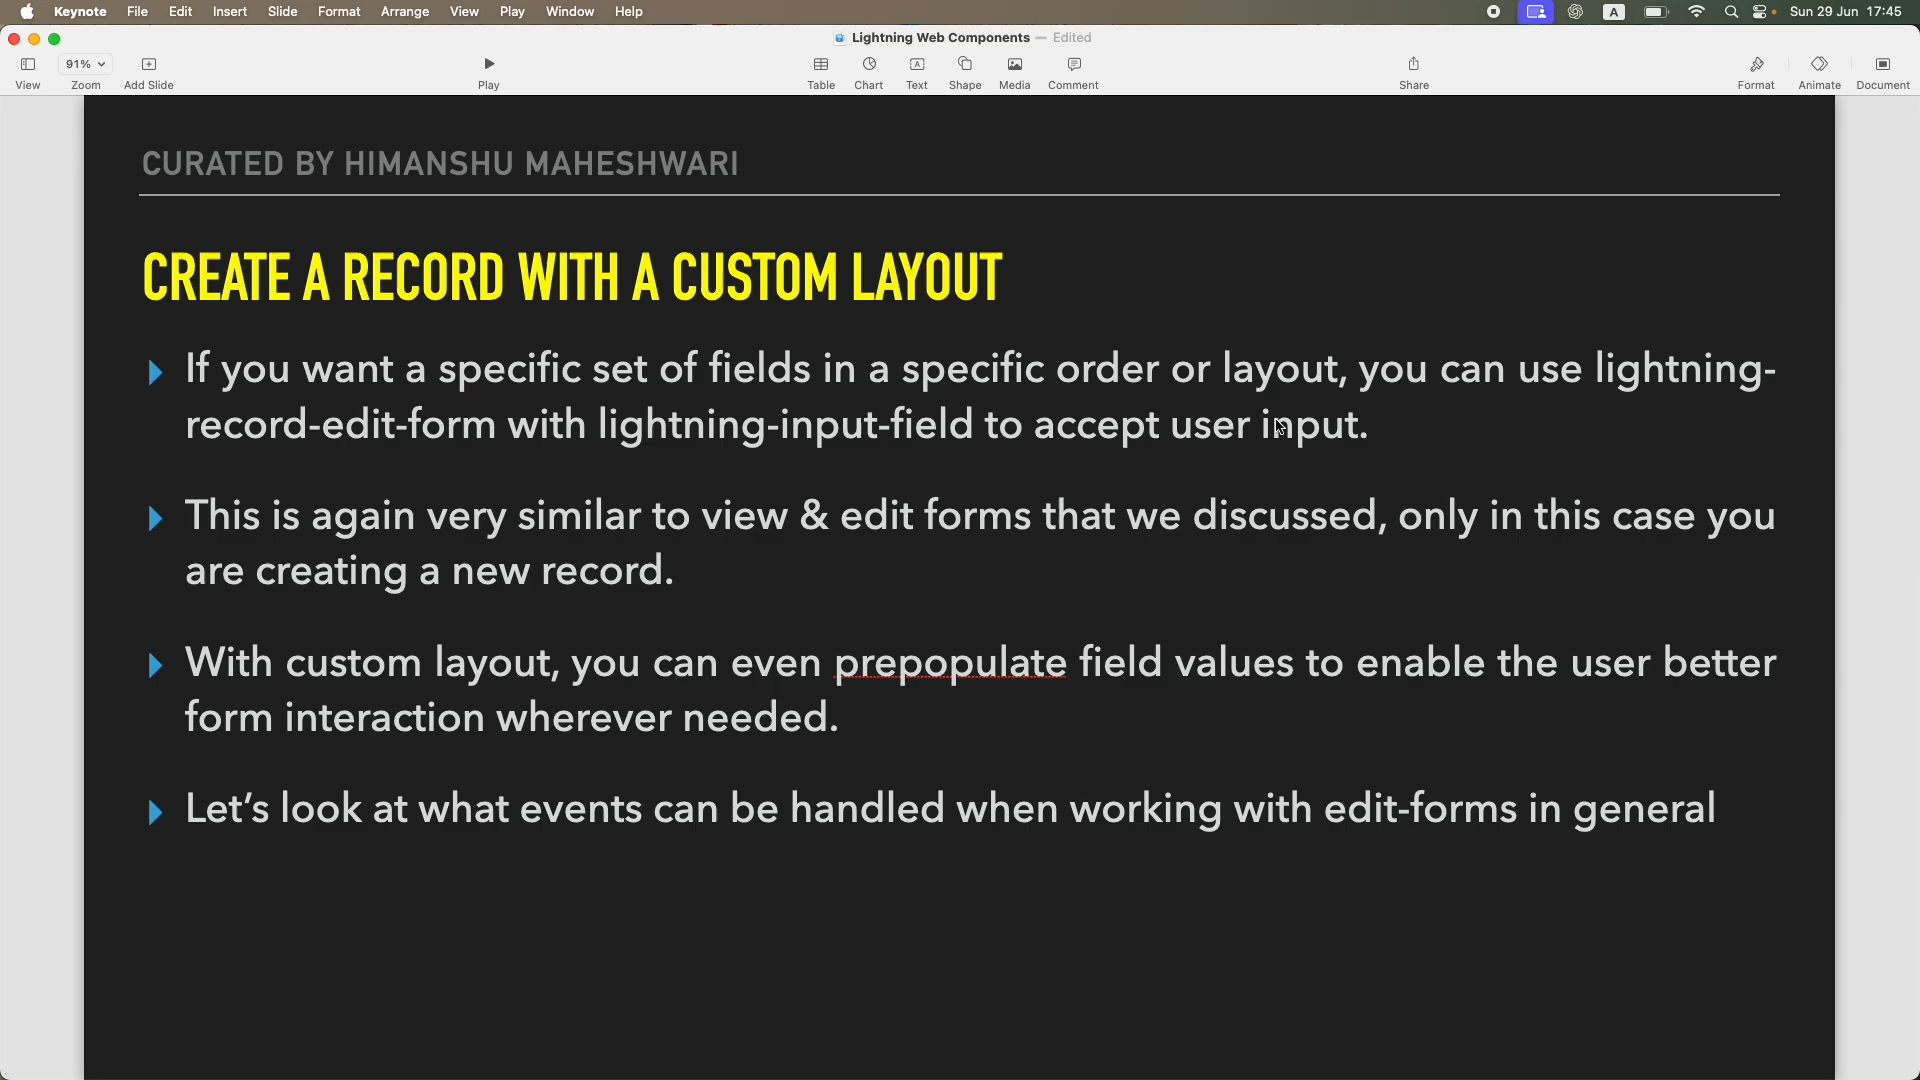 Keynote File Edit Insert Slide Format Arrange View Play Window Help A Sun 29 Jun 17:45
Lightning Web Components — Edited
91%
View Zoom Add Slide Play Table Chart Text Shape Media Comment Share Format Animate Document
CURATED BY HIMANSHU MAHESHWARI
CREATE A RECORD WITH A CUSTOM LAYOUT
If you want a specific set of fields in a specific order or layout, you can use lightning-
record-edit-form with lightning-input-field to accept user input.
This is again very similar to view & edit forms that we discussed, only in this case you
are creating a new record.
With custom layout, you can even prepopulate field values to enable the user better
form interaction wherever needed.
Let’s look at what events can be handled when working with edit-forms in general